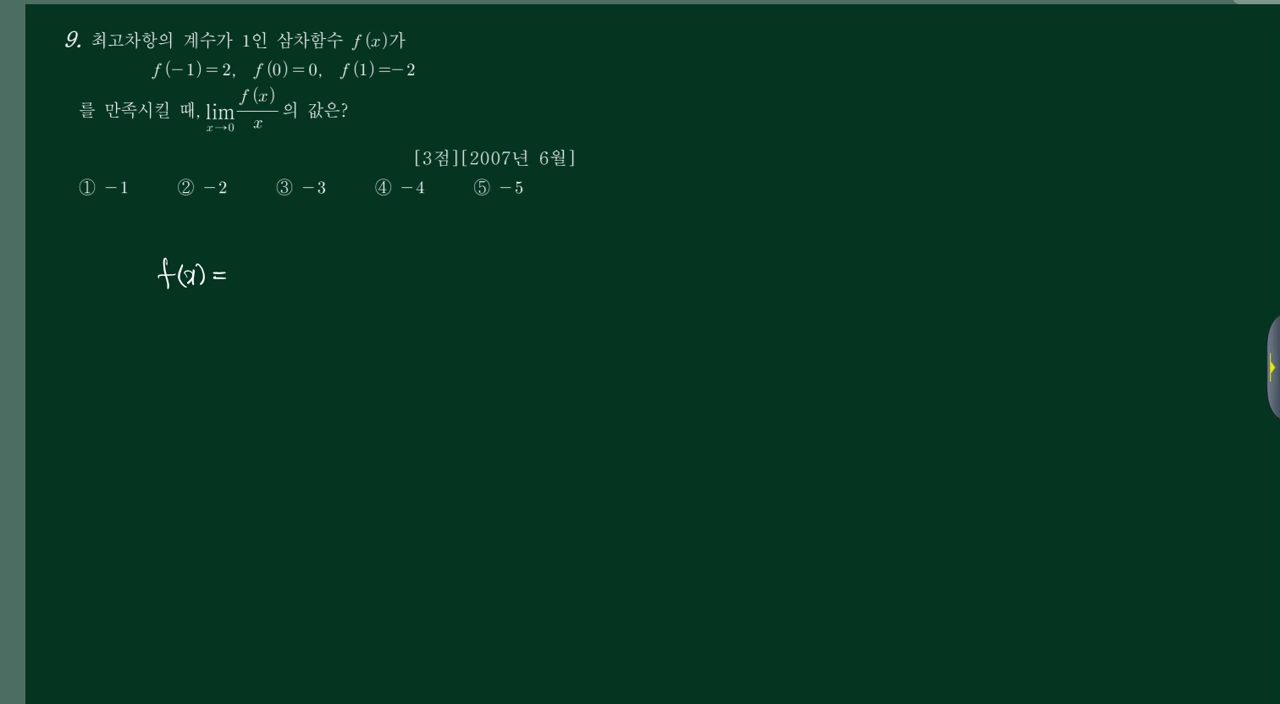 9. 최고차항의 계수가 1인 삼차함수 f(x)가
f(-1)=2, f(0)=0, f(1)=-2
를 만족시킬 때, lim_{x→0} f(x)/x 의 값은?
[3점][2007년 6월]
① -1 ② -2 ③ -3 ④ -4 ⑤ -5
f(x)=